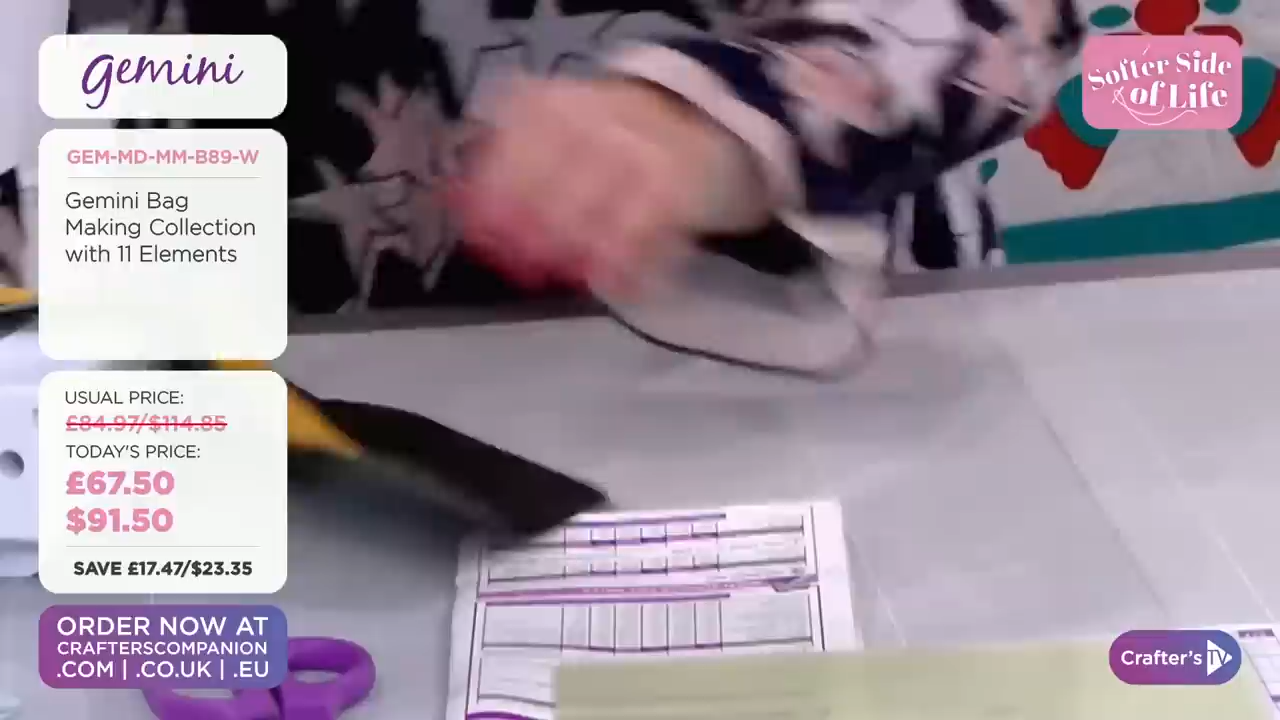 gemini
GEM-MD-MM-B89-W
Gemini Bag
Making Collection
with 11 Elements
USUAL PRICE:
£84.97/$114.85
TODAY'S PRICE:
£67.50
$91.50
SAVE £17.47/$23.35
ORDER NOW AT
CRAFTERSCOMPANION
.COM | .CO.UK | .EU
Softer Side
of Life
Crafter's TV